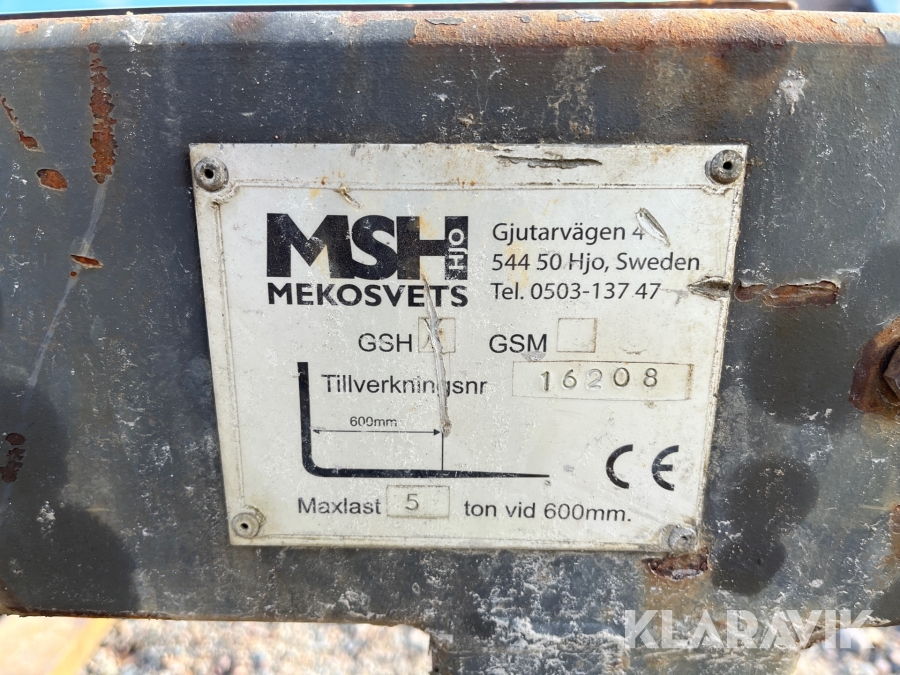 MSH HJO
MEKOSVETS
Gjutarvägen 4
544 50 Hjo, Sweden
Tel. 0503-137 47
GSH GSM
Tillverkningsnr 16208
600mm
CE
Maxlast 5 ton vid 600mm.
KLARAVIK